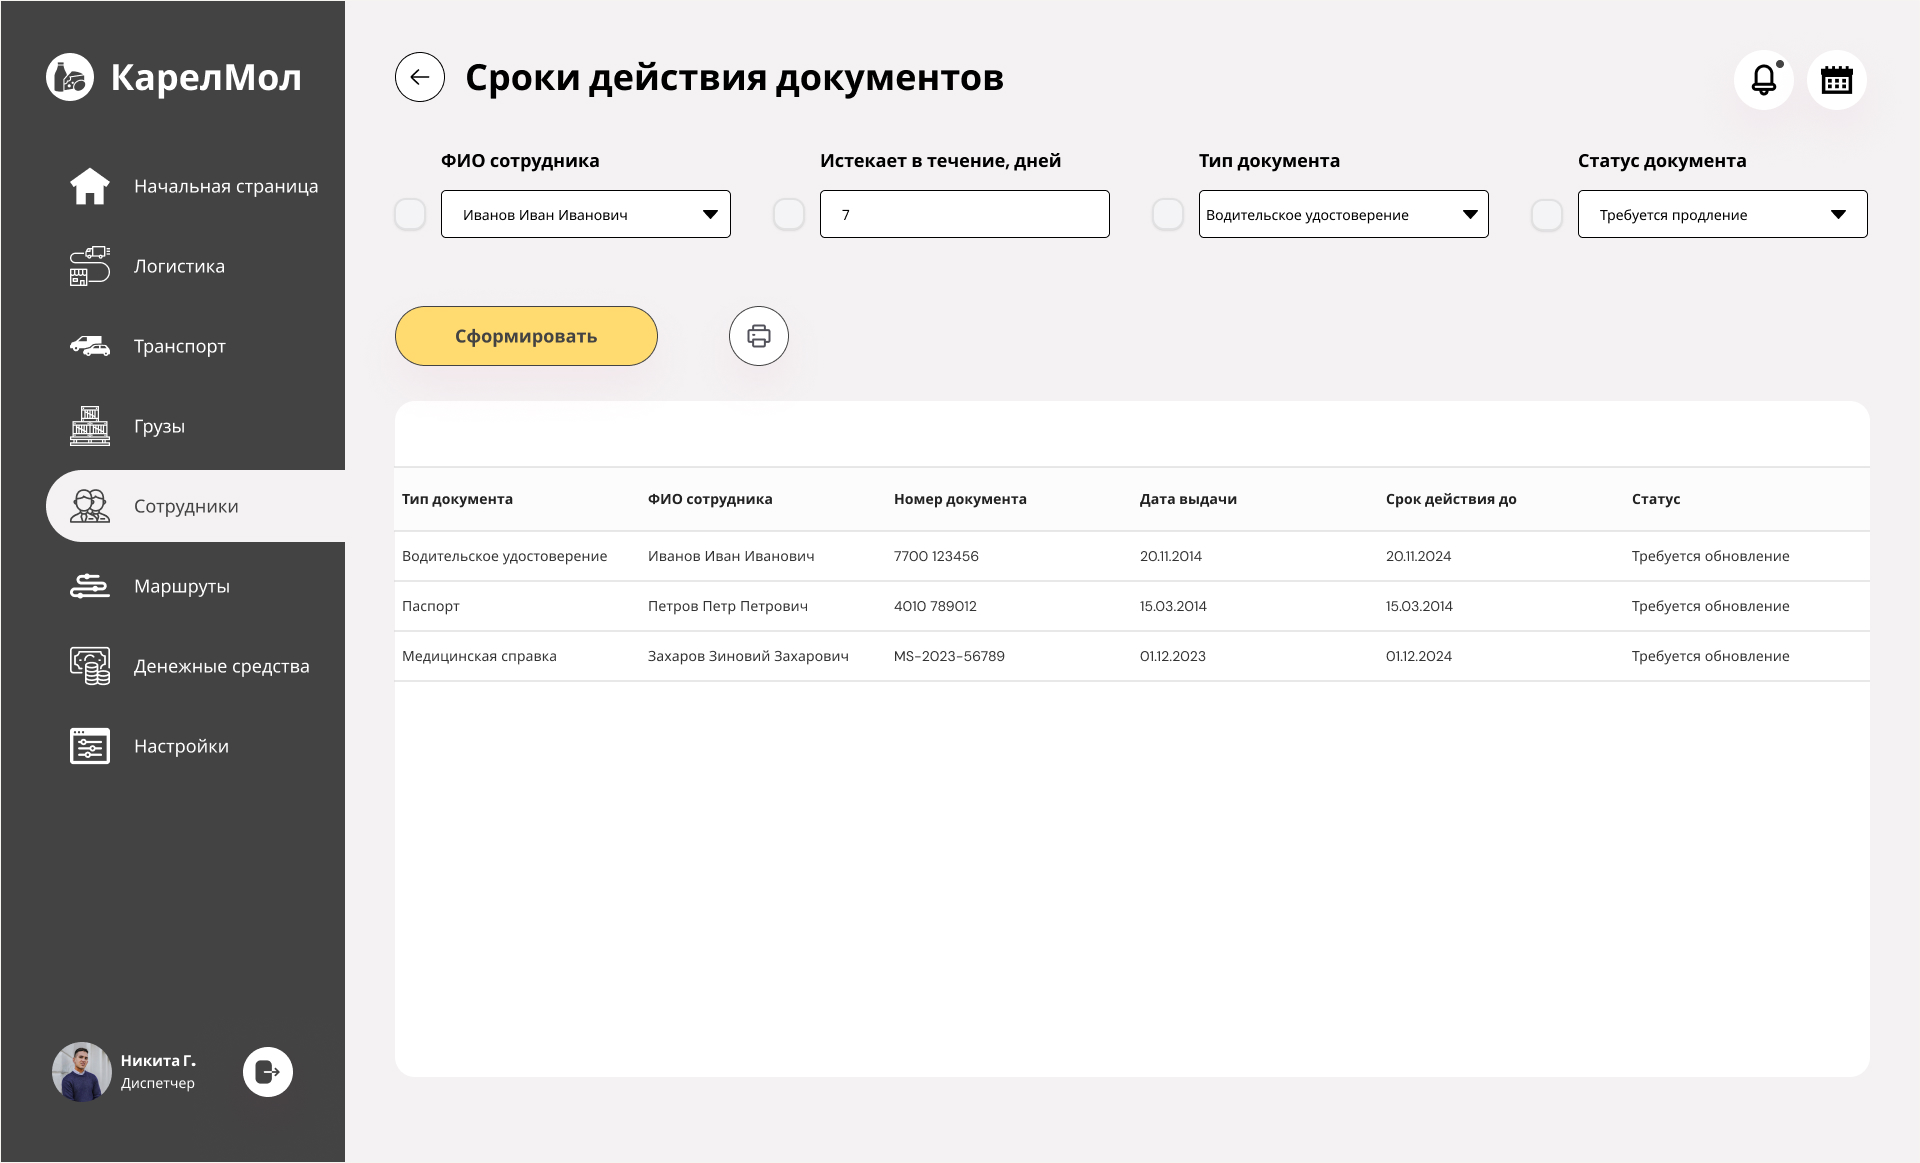 КарелМол
Начальная страница
Логистика
Транспорт
Грузы
Сотрудники
Маршруты
Денежные средства
Настройки
Никита Г.
Диспетчер
Сроки действия документов
ФИО сотрудника
Иванов Иван Иванович
Истекает в течение, дней
7
Тип документа
Водительское удостоверение
Статус документа
Требуется продление
Сформировать
Тип документа ФИО сотрудника Номер документа Дата выдачи Срок действия до Статус
Водительское удостоверение Иванов Иван Иванович 7700 123456 20.11.2014 20.11.2024 Требуется обновление
Паспорт Петров Петр Петрович 4010 789012 15.03.2014 15.03.2014 Требуется обновление
Медицинская справка Захаров Зиновий Захарович MS-2023-56789 01.12.2023 01.12.2024 Требуется обновление